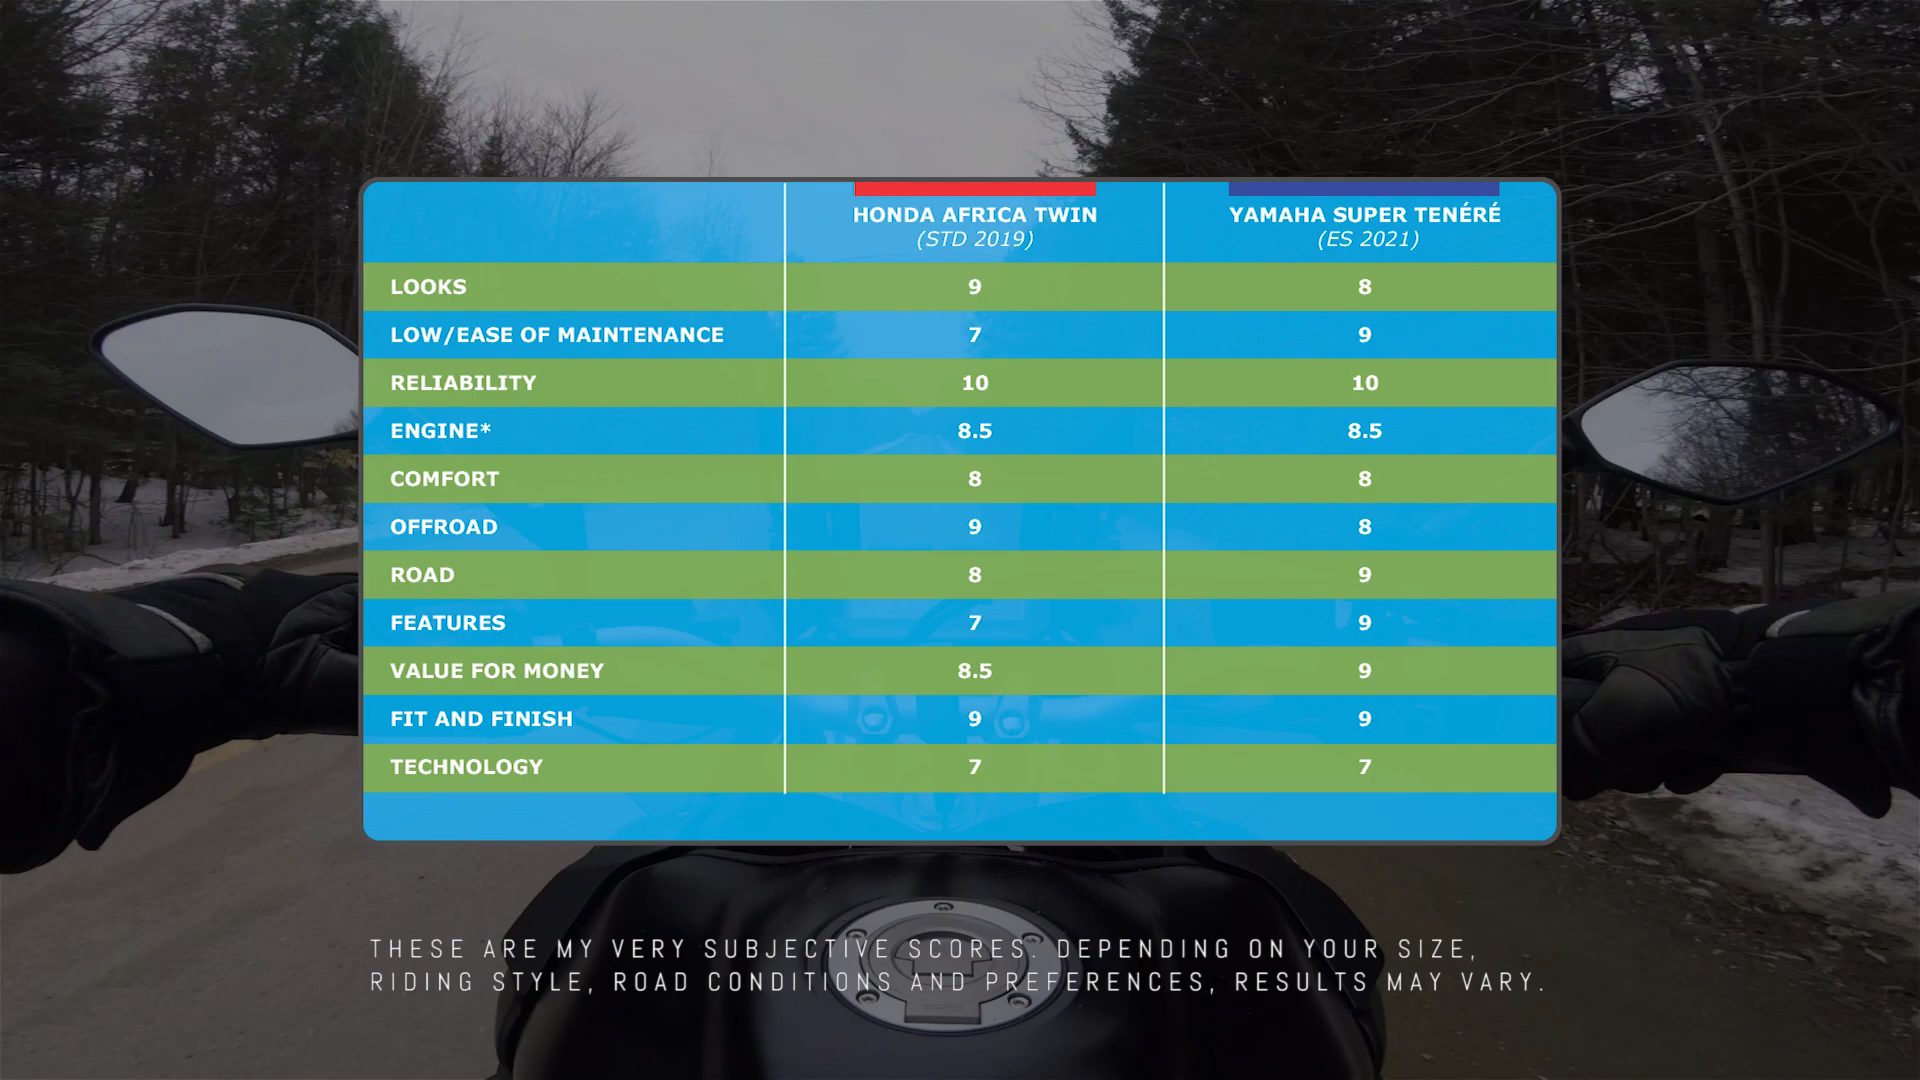 HONDA AFRICA TWIN YAMAHA SUPER TENÉRÉ
(STD 2019) (ES 2021)
LOOKS 9 8
LOW/EASE OF MAINTENANCE 7 9
RELIABILITY 10 10
ENGINE* 8.5 8.5
COMFORT 8 8
OFFROAD 9 8
ROAD 8 9
FEATURES 7 9
VALUE FOR MONEY 8.5 9
FIT AND FINISH 9 9
TECHNOLOGY 7 7
THESE ARE MY VERY SUBJECTIVE SCORES. DEPENDING ON YOUR SIZE,
RIDING STYLE, ROAD CONDITIONS AND PREFERENCES, RESULTS MAY VARY.